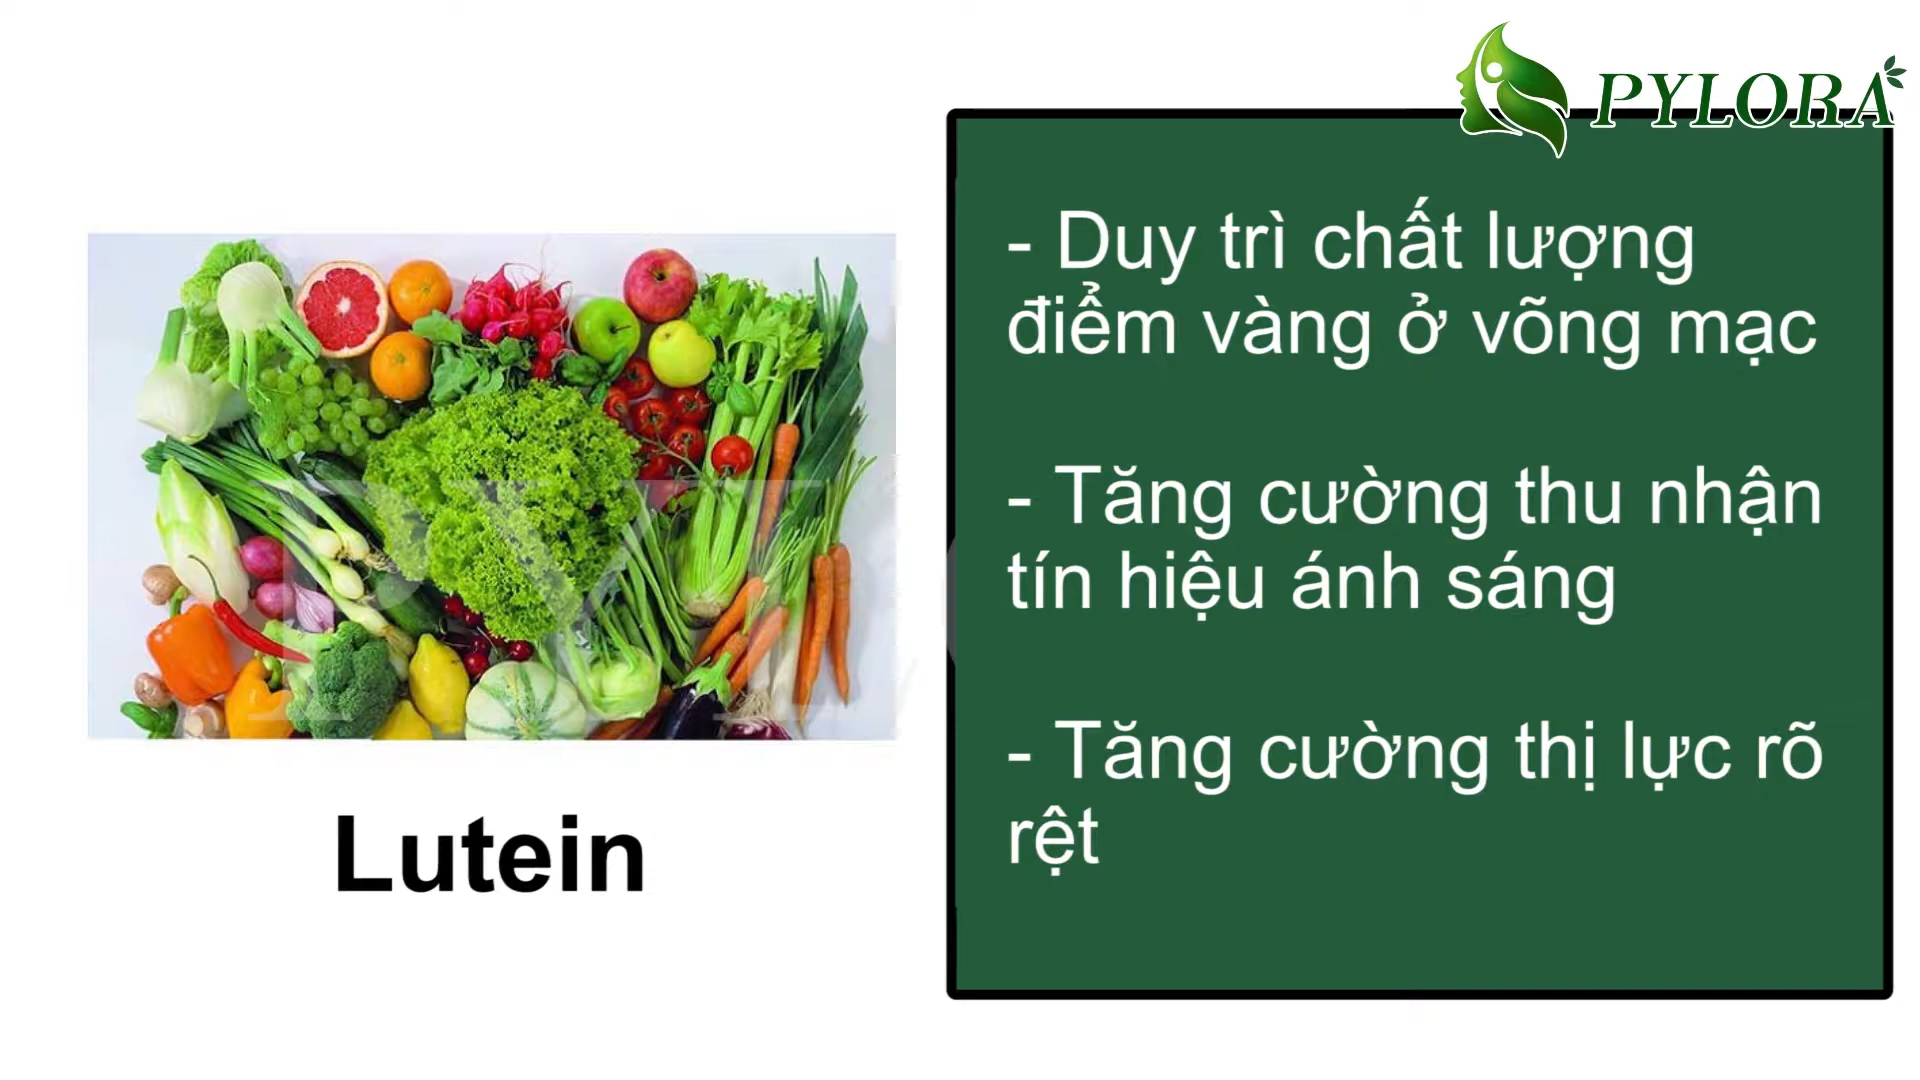 PYLORA
- Duy trì chất lượng
điểm vàng ở võng mạc
- Tăng cường thu nhận
tín hiệu ánh sáng
- Tăng cường thị lực rõ
rệt
Lutein